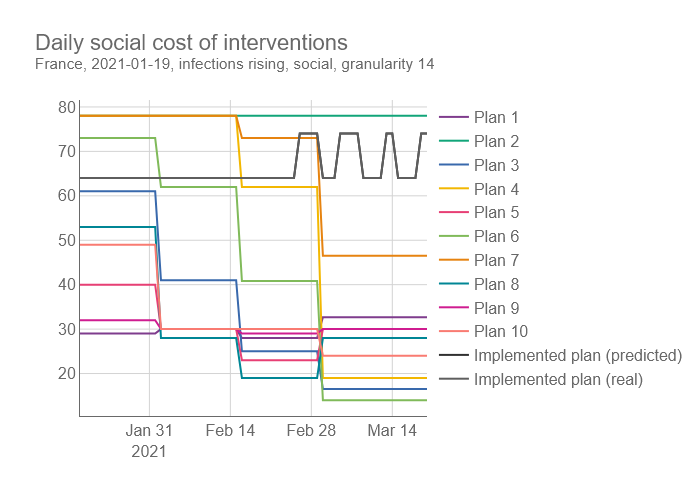 Daily social cost of interventions
France, 2021-01-19, infections rising, social, granularity 14
80
70
60
50
40
30
20
Jan 31
2021
Feb 14
Feb 28
Mar 14
Plan 1
Plan 2
Plan 3
Plan 4
Plan 5
Plan 6
Plan 7
Plan 8
Plan 9
Plan 10
Implemented plan (predicted)
Implemented plan (real)